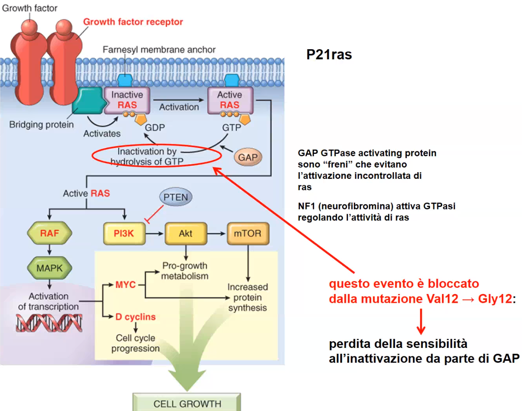 Growth factor
Growth factor receptor
Farnesyl membrane anchor
P21ras
Inactive
RAS
Active
RAS
Activation
Bridging protein
Activates
GDP
GTP
Inactivation by
hydrolysis of GTP
GAP
GAP GTPase activating protein
sono "freni" che evitano
l'attivazione incontrollata di
ras
NF1 (neurofibromina) attiva GTPasi
regolando l'attività di ras
Active RAS
PTEN
RAF
PI3K
Akt
mTOR
MAPK
Pro-growth
metabolism
Activation
of transcription
MYC
Increased
protein
synthesis
D cyclins
Cell cycle
progression
questo evento è bloccato
dalla mutazione Val12 → Gly12:
perdita della sensibilità
all'inattivazione da parte di GAP
CELL GROWTH